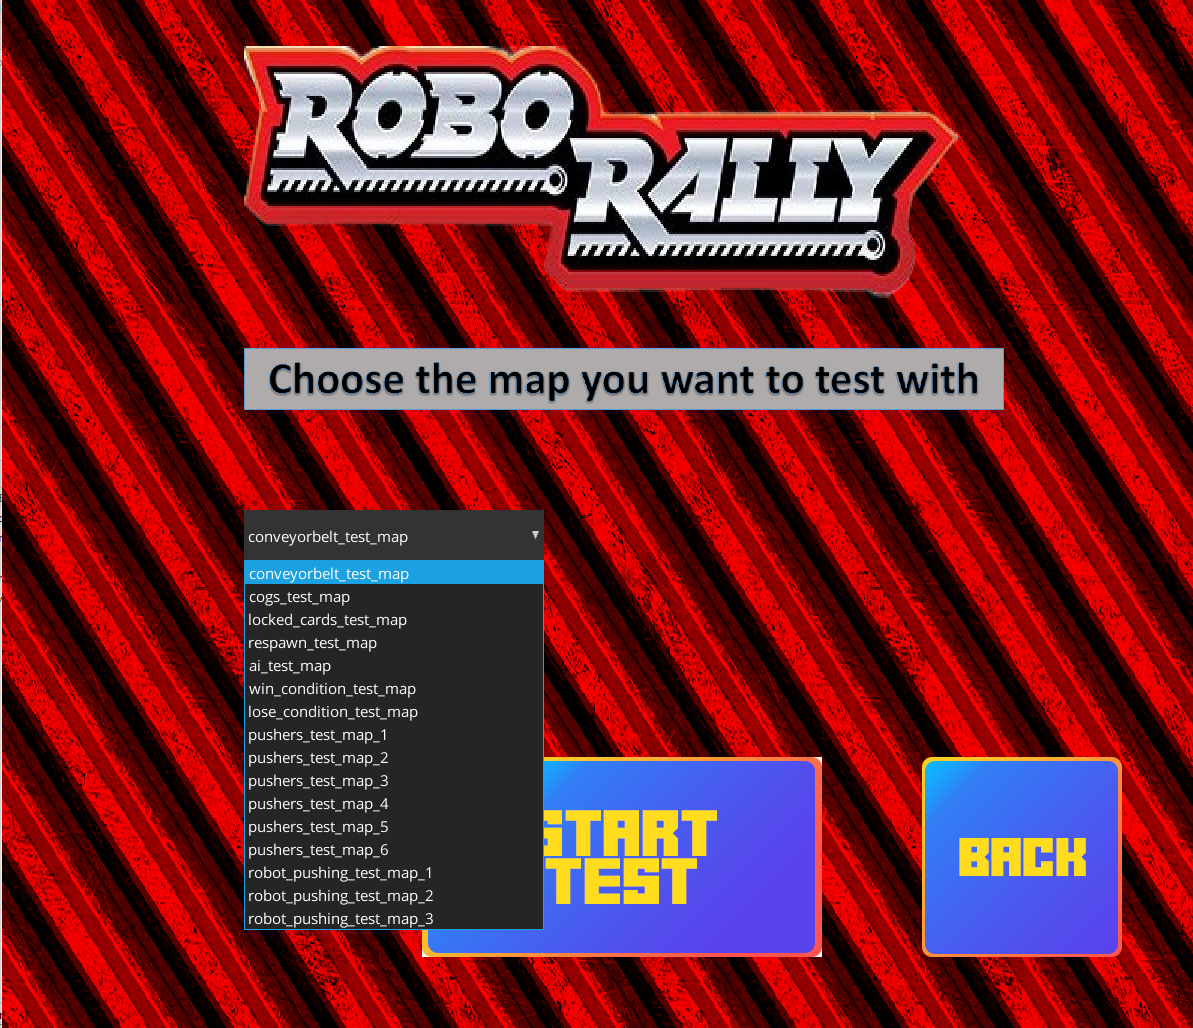 ROBO
RALLY
Choose the map you want to test with
conveyorbelt_test_map
conveyorbelt_test_map
cogs_test_map
locked_cards_test_map
respawn_test_map
ai_test_map
win_condition_test_map
lose_condition_test_map
pushers_test_map_1
pushers_test_map_2
pushers_test_map_3
pushers_test_map_4
pushers_test_map_5
pushers_test_map_6
robot_pushing_test_map_1
robot_pushing_test_map_2
robot_pushing_test_map_3
START
TEST
BACK